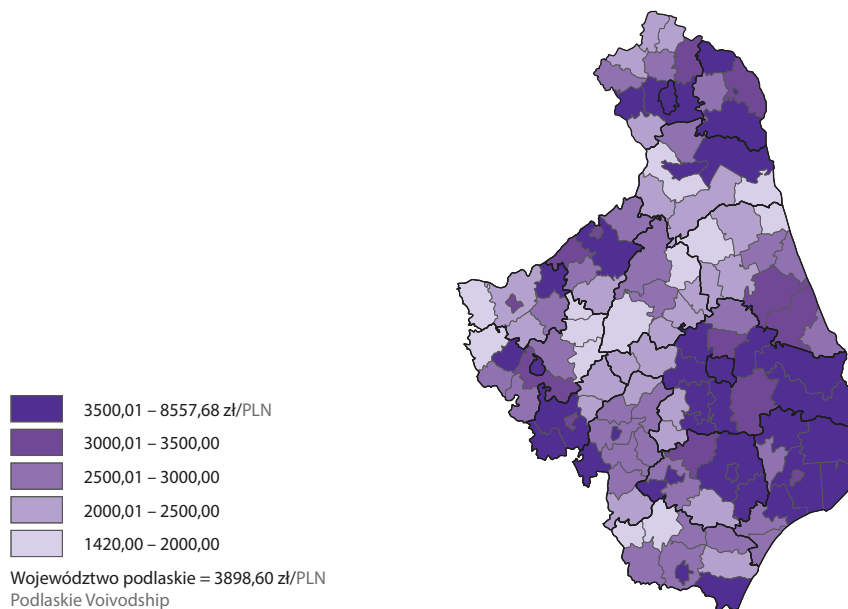 3500,01 – 8557,68 zł/PLN
3000,01 – 3500,00
2500,01 – 3000,00
2000,01 – 2500,00
1420,00 – 2000,00
Województwo podlaskie = 3898,60 zł/PLN
Podlaskie Voivodship